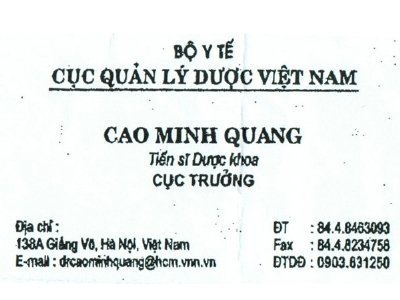 BỘ Y TẾ
CỤC QUẢN LÝ DƯỢC VIỆT NAM
CAO MINH QUANG
Tiến sĩ Dược khoa
CỤC TRƯỞNG
Địa chỉ :
138A Giảng Võ, Hà Nội, Việt Nam
E-mail : drcaominhquang@hcm.vnn.vn
ĐT : 84.4.8463093
Fax : 84.4.8234758
ĐTDĐ : 0903.631250